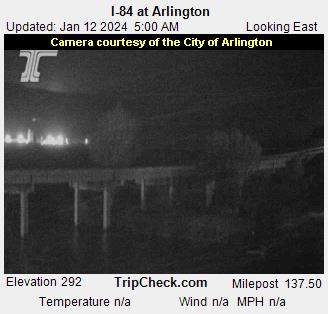 I-84 at Arlington
Updated: Jan 12 2024 5:00 AM Looking East
Camera courtesy of the City of Arlington
Elevation 292 TripCheck.com Milepost 137.50
Temperature n/a Wind n/a MPH n/a